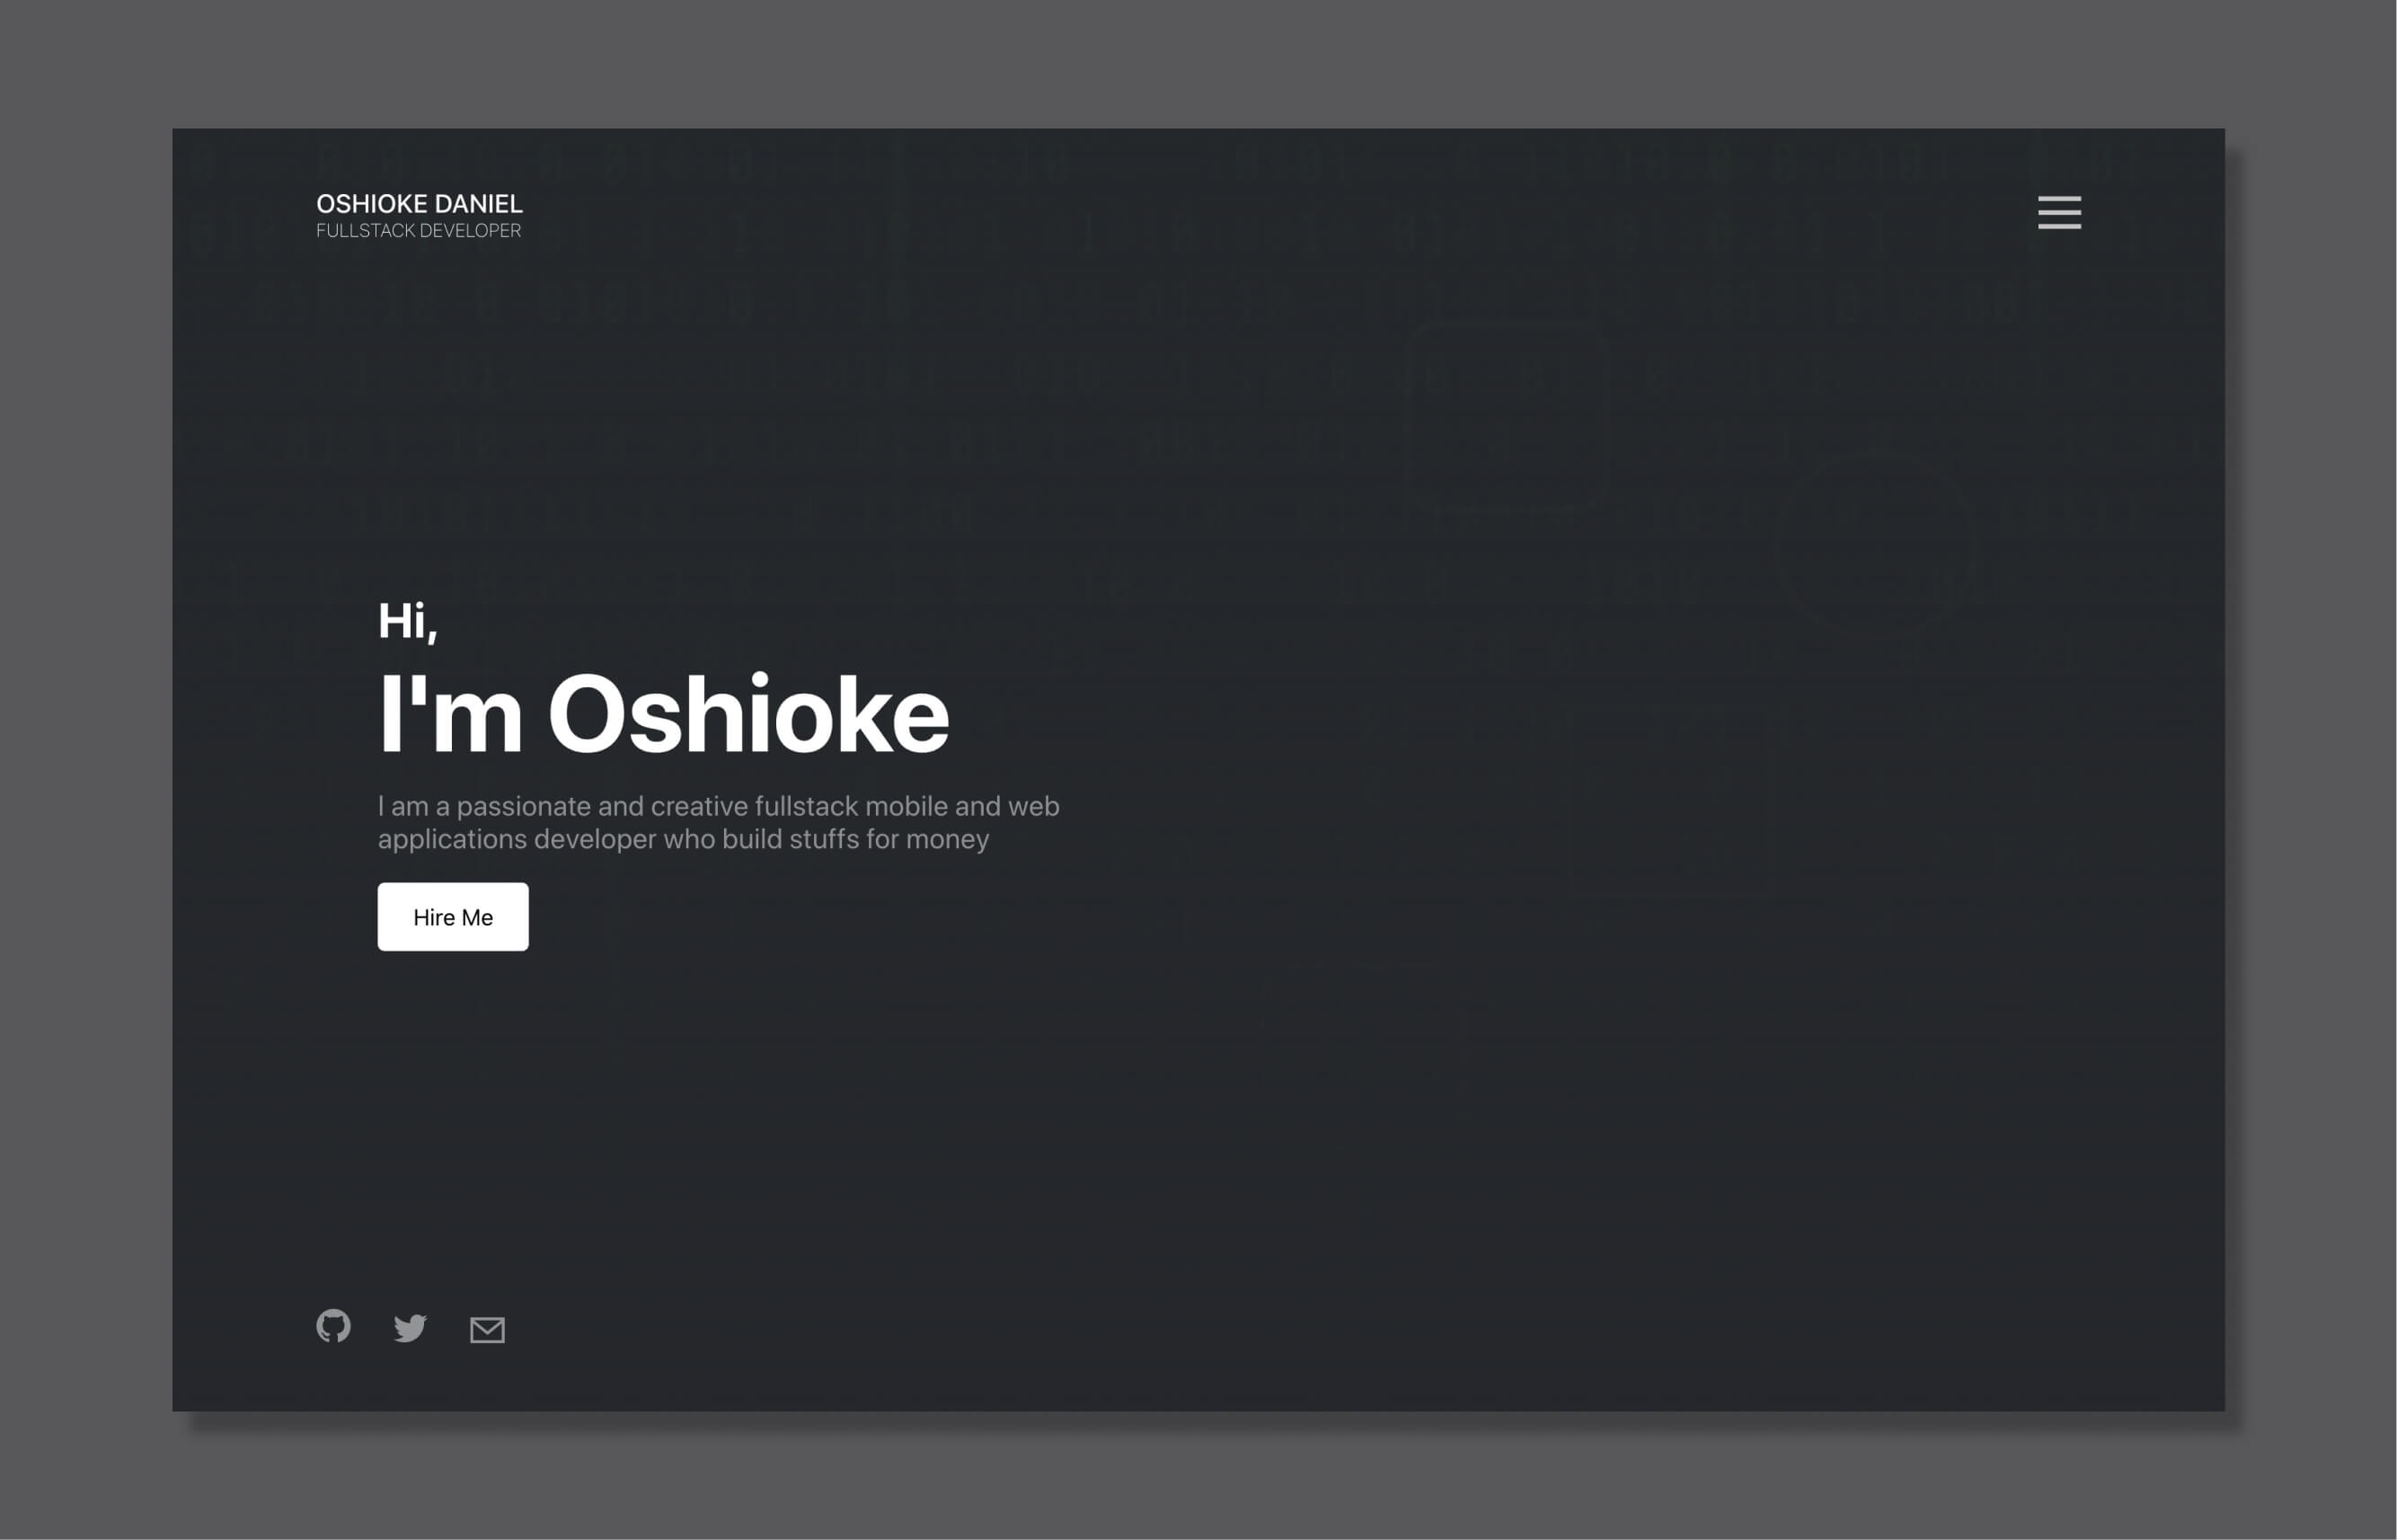 OSHIOKE DANIEL
FULLSTACK DEVELOPER
Hi,
I'm Oshioke
I am a passionate and creative fullstack mobile and web
applications developer who build stuffs for money
Hire Me